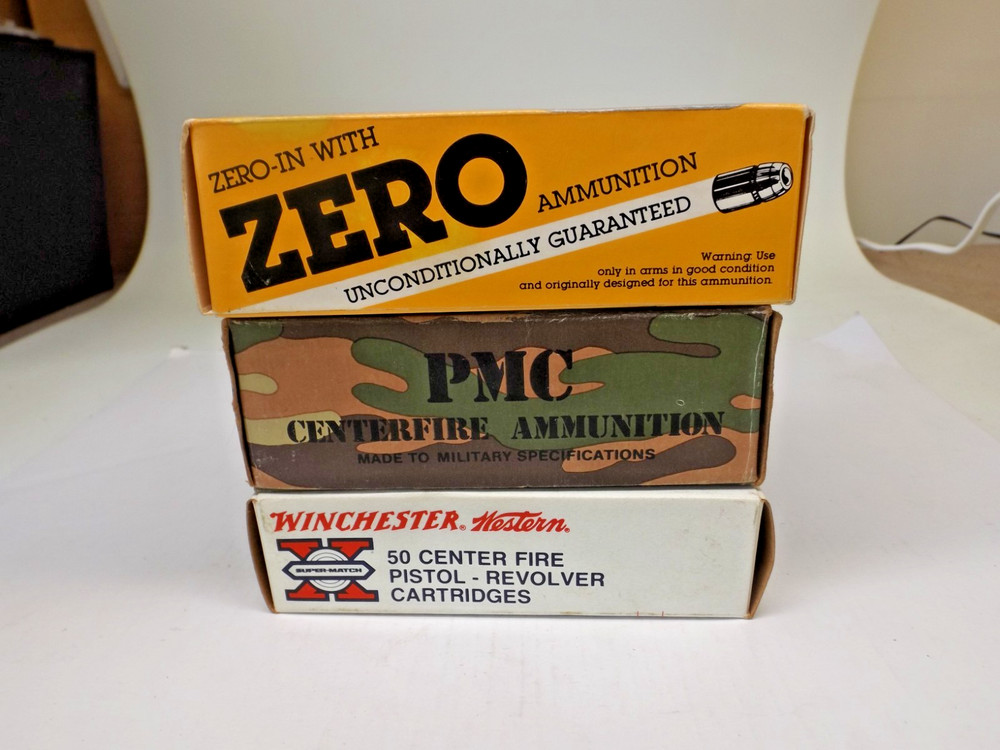 ZERO-IN WITH
ZERO AMMUNITION
UNCONDITIONALLY GUARANTEED
Warning: Use
only in arms in good condition
and originally designed for this ammunition.
PMC
CENTERFIRE AMMUNITION
MADE TO MILITARY SPECIFICATIONS
WINCHESTER® Western®
X
SUPER-MATCH
50 CENTER FIRE
PISTOL - REVOLVER
CARTRIDGES